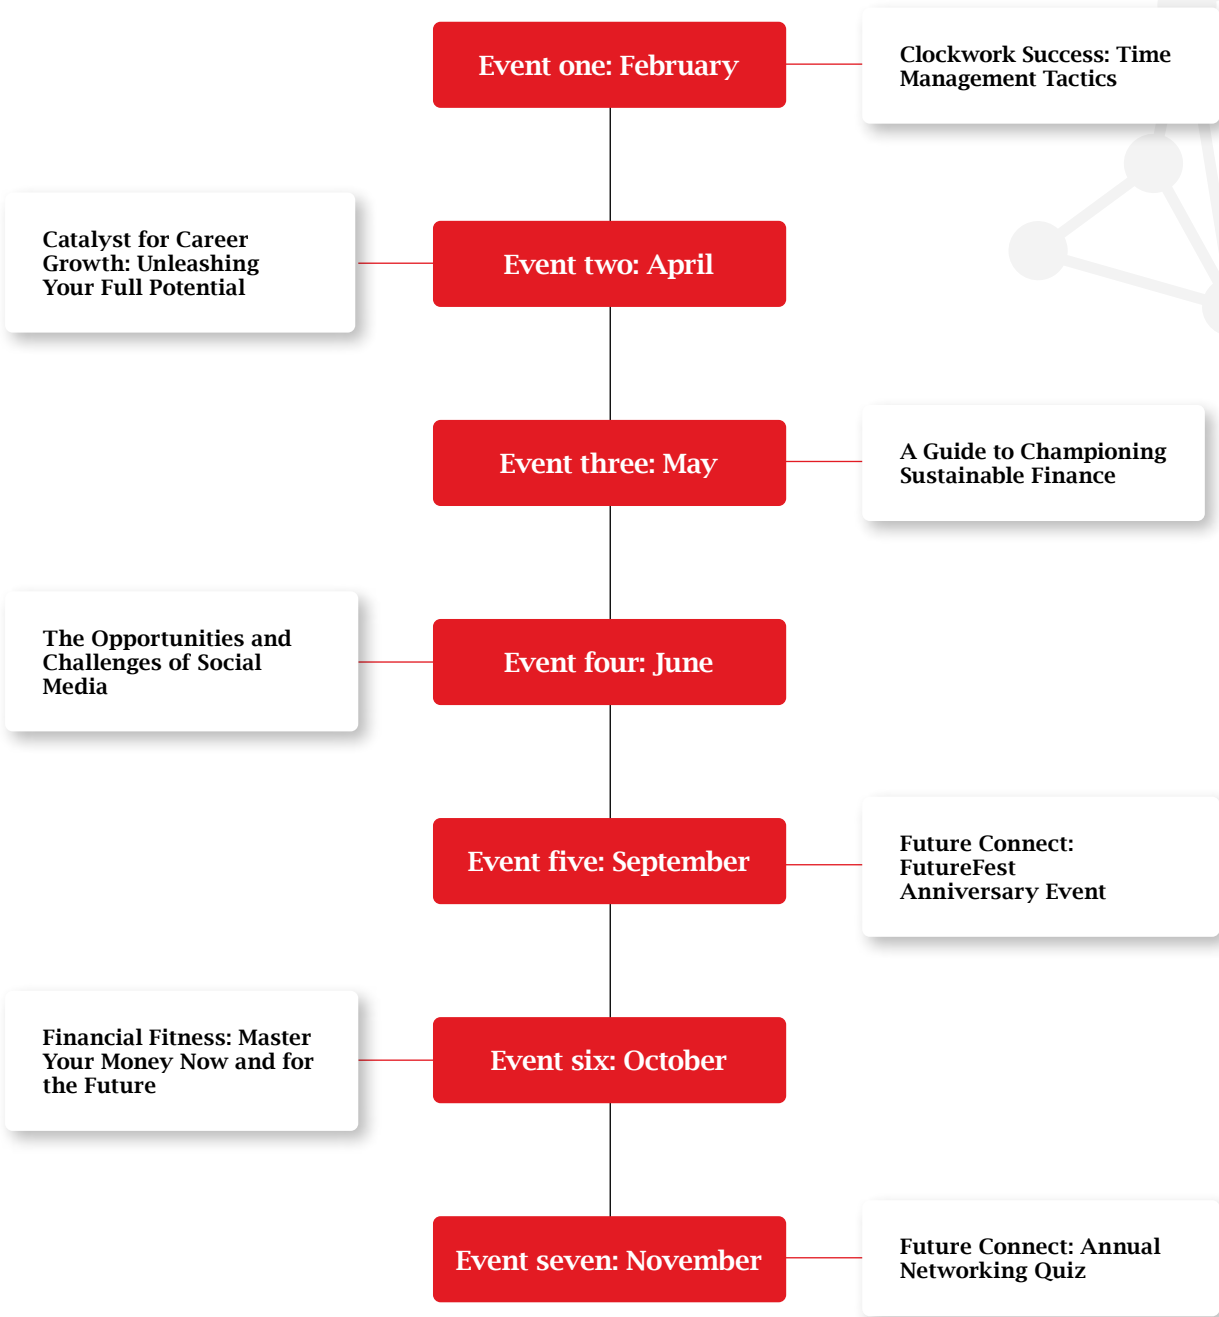 Event one: February
Clockwork Success: Time
Management Tactics
Event two: April
Catalyst for Career
Growth: Unleashing
Your Full Potential
Event three: May
A Guide to Championing
Sustainable Finance
Event four: June
The Opportunities and
Challenges of Social
Media
Event five: September
Future Connect:
FutureFest
Anniversary Event
Event six: October
Financial Fitness: Master
Your Money Now and for
the Future
Event seven: November
Future Connect: Annual
Networking Quiz